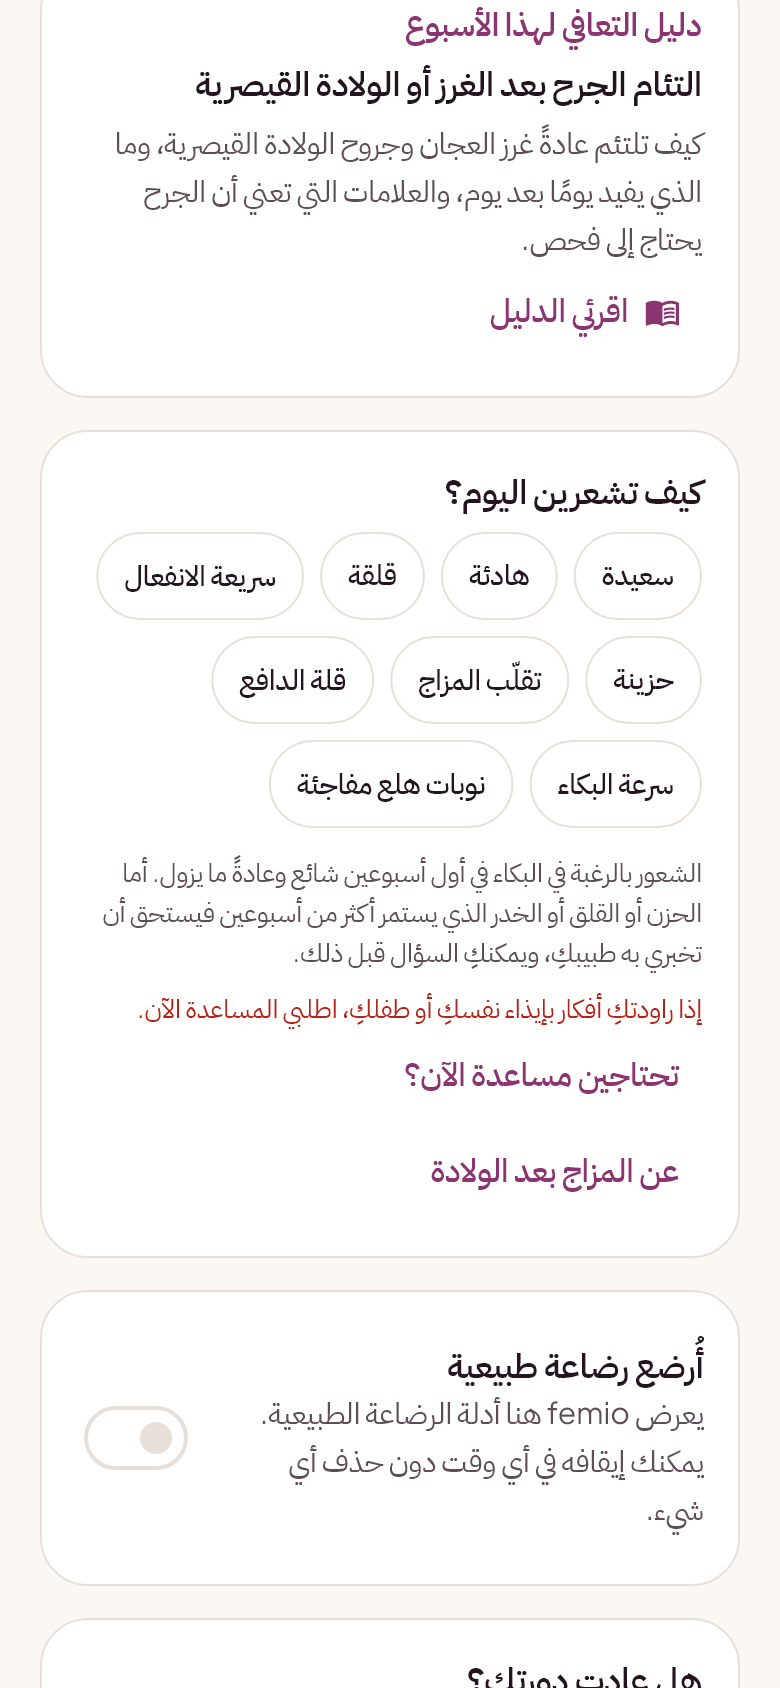 دليل التعافي لهذا الأسبوع
التئام الجرح بعد الغرز أو الولادة القيصرية
كيف تلتئم عادةً غرز العجان وجروح الولادة القيصرية، وما
الذي يفيد يومًا بعد يوم، والعلامات التي تعني أن الجرح
يحتاج إلى فحص.
اقرئي الدليل
كيف تشعرين اليوم؟
سعيدة
هادئة
قلقة
سريعة الانفعال
حزينة
تقلّب المزاج
قلة الدافع
سرعة البكاء
نوبات هلع مفاجئة
الشعور بالرغبة في البكاء في أول أسبوعين شائع وعادةً ما يزول. أما
الحزن أو القلق أو الخدر الذي يستمر أكثر من أسبوعين فيستحق أن
تخبري به طبيبكِ، ويمكنكِ السؤال قبل ذلك.
إذا راودتكِ أفكار بإيذاء نفسكِ أو طفلكِ، اطلبي المساعدة الآن.
تحتاجين مساعدة الآن؟
عن المزاج بعد الولادة
أُرضع رضاعة طبيعية
يعرض femio هنا أدلة الرضاعة الطبيعية.
يمكنك إيقافه في أي وقت دون حذف أي
شيء.
هل عادت دورتك؟